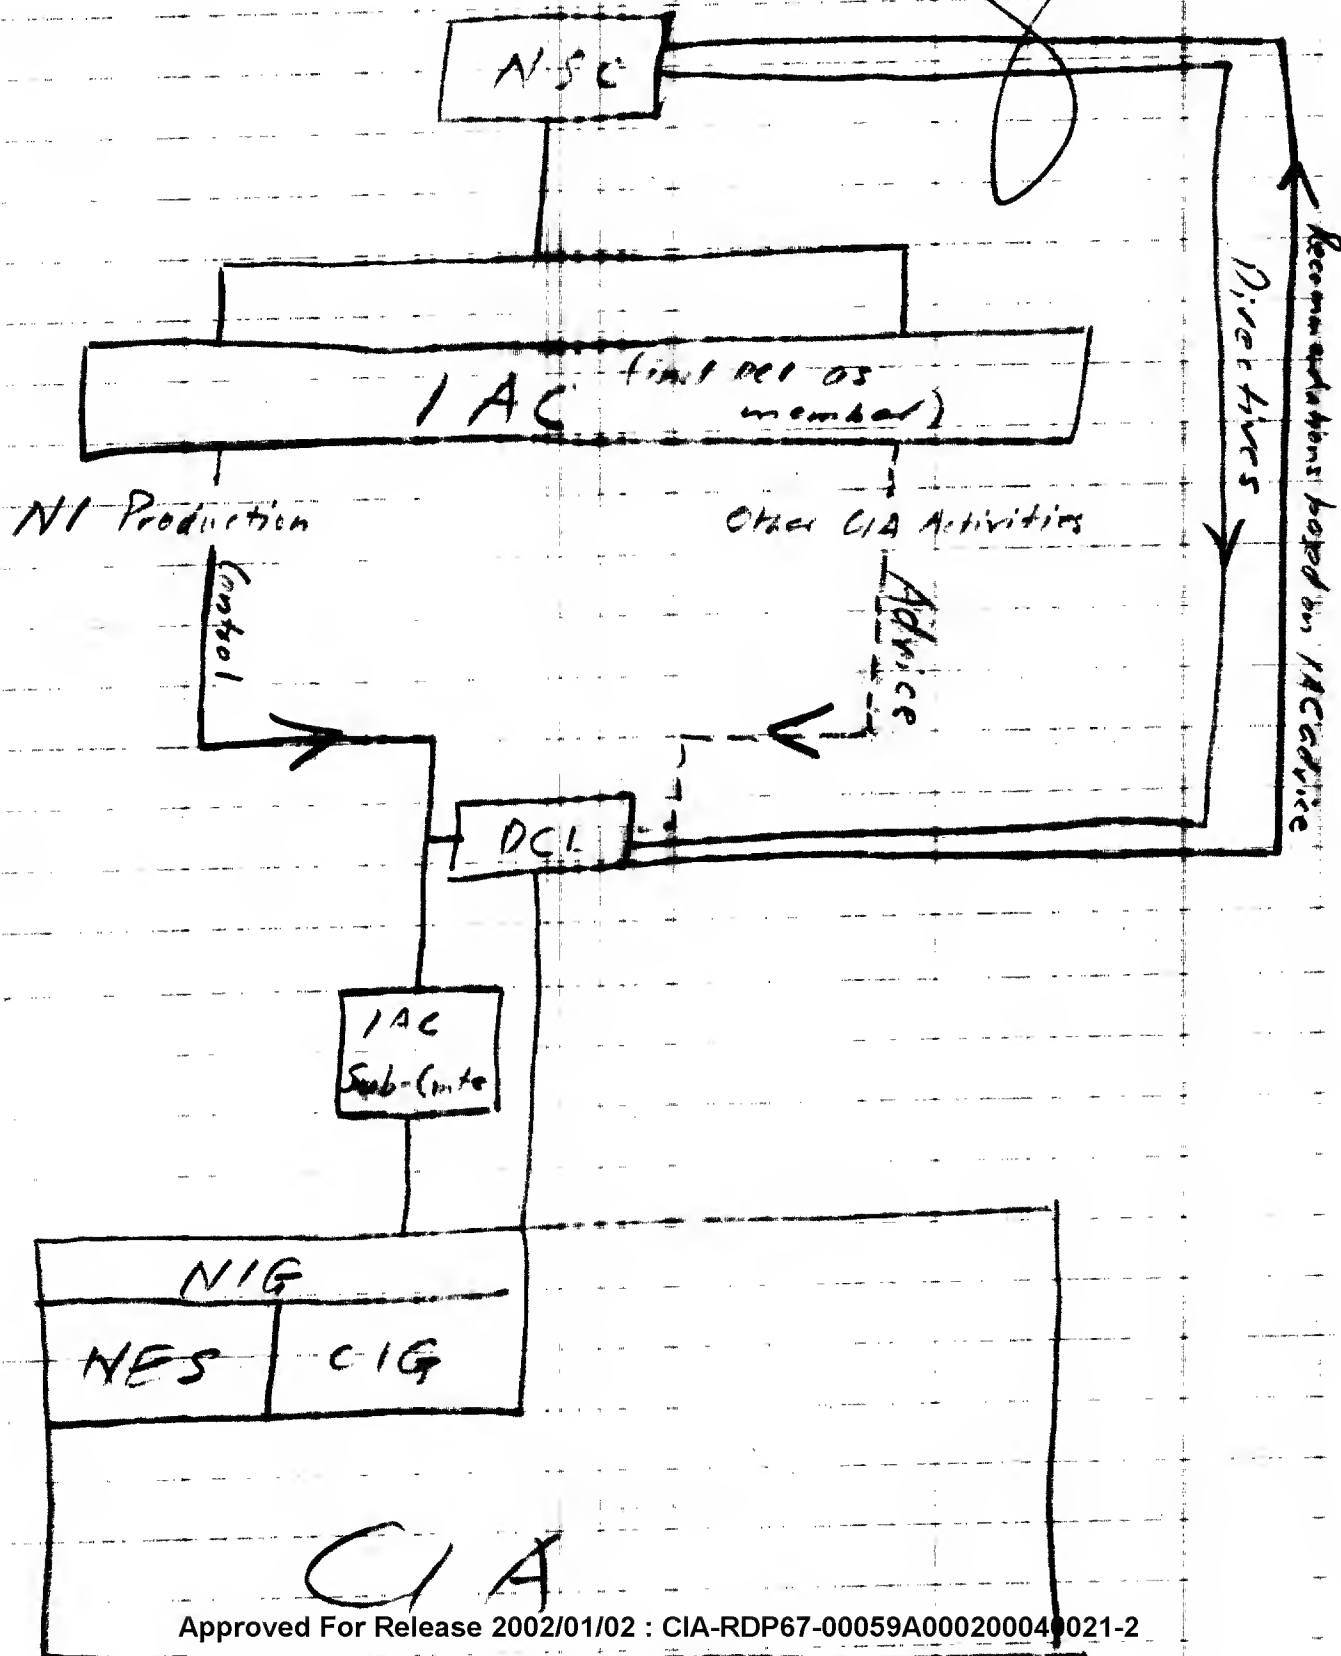 NSC
IAC (incl DCI as
member)
NI Production
Other CIA Activities
Control
Advice
Directives
Recommendations based on IAC advice
DCI
IAC
Sub-Cmte
NIG
NES
CIG
CIA
Approved For Release 2002/01/02 : CIA-RDP67-00059A000200040021-2